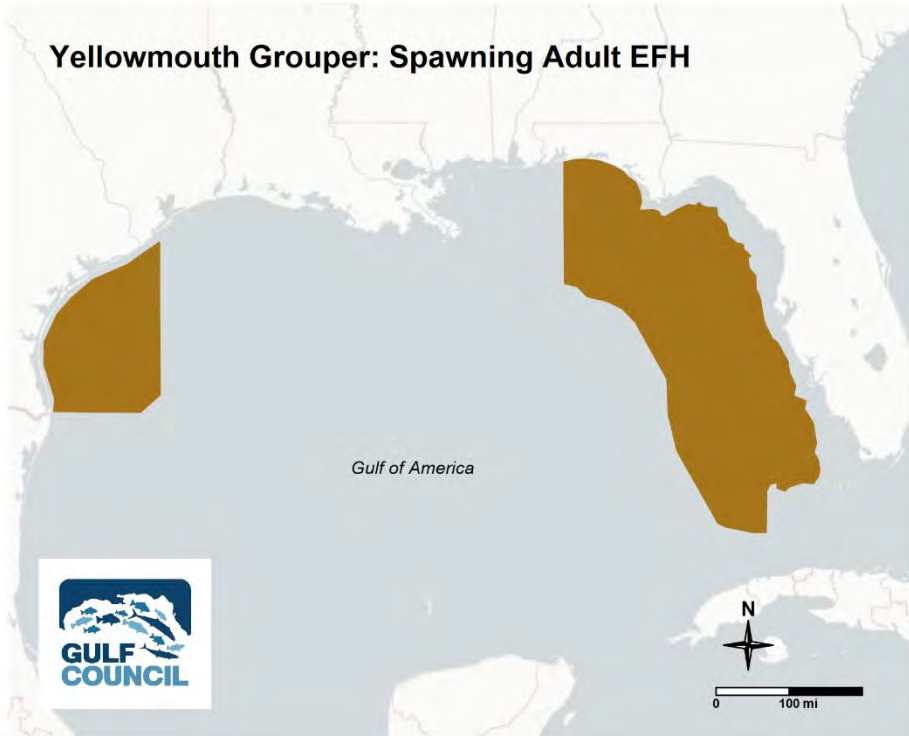 Yellowmouth Grouper: Spawning Adult EFH
Gulf of America
GULF
COUNCIL
N
0 100 mi